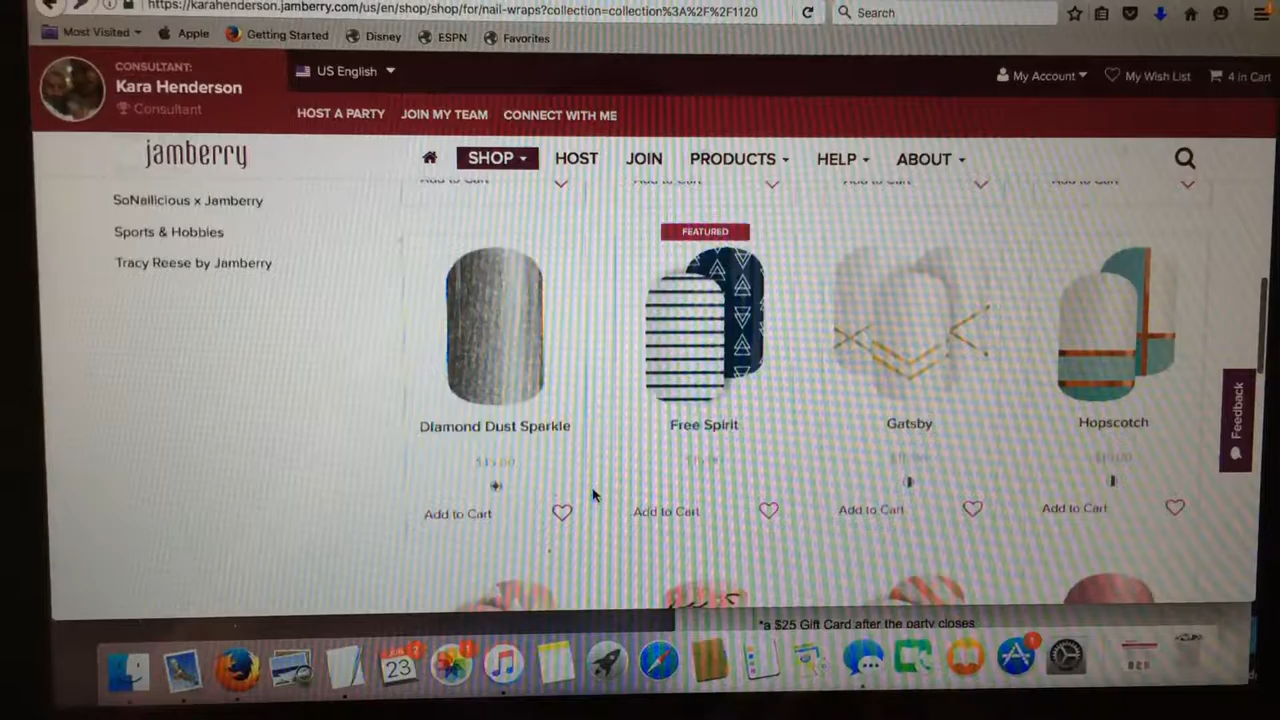 https://karahenderson.jamberry.com/us/en/shop/shop/for/nail-wraps?collection=collection%3A%2F%2F1120
Search
Most Visited
Apple
Getting Started
Disney
ESPN
Favorites
CONSULTANT:
Kara Henderson
Consultant
US English
My Account
My Wish List
4 in Cart
HOST A PARTY
JOIN MY TEAM
CONNECT WITH ME
jamberry
SHOP
HOST
JOIN
PRODUCTS
HELP
ABOUT
SoNailicious x Jamberry
Sports & Hobbies
Tracy Reese by Jamberry
FEATURED
Diamond Dust Sparkle
Free Spirit
Gatsby
Hopscotch
Add to Cart
Add to Cart
Add to Cart
Add to Cart
Feedback
*a $25 Gift Card after the party closes
JUN
23